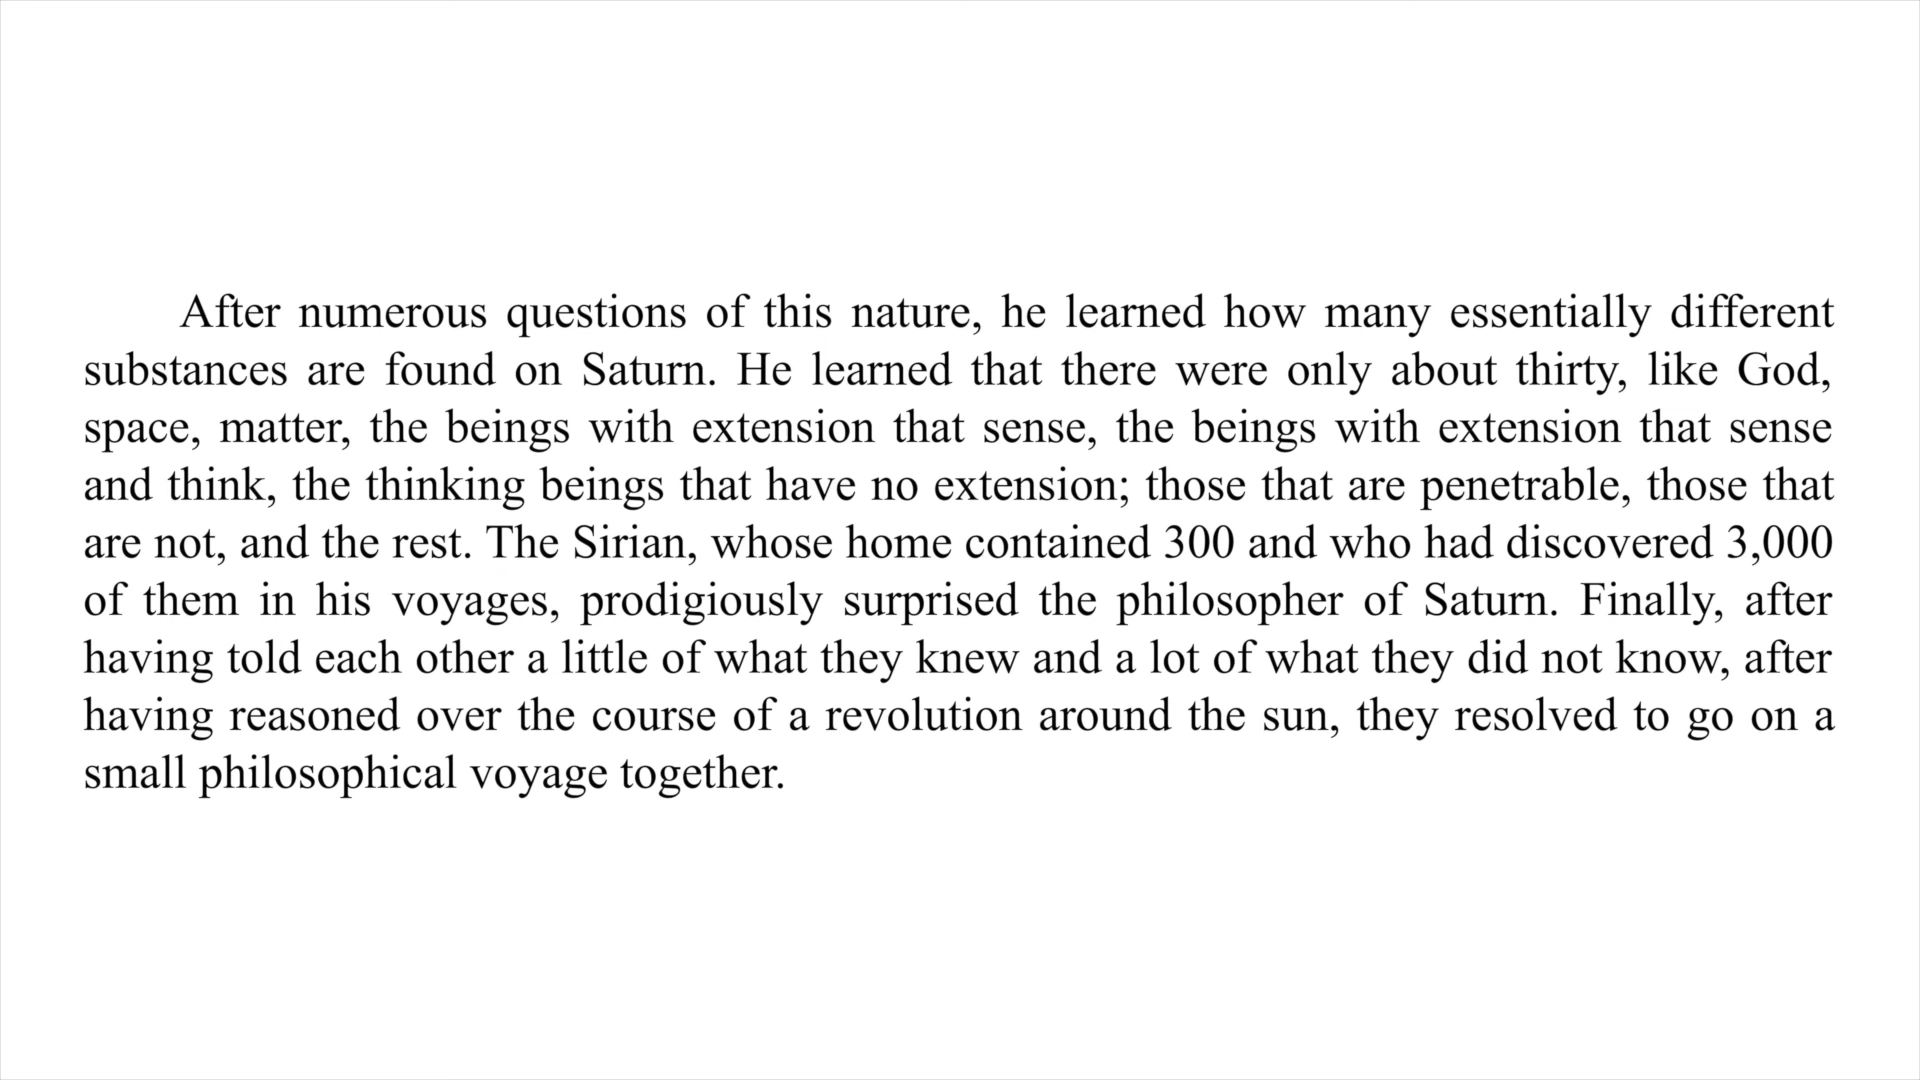 After numerous questions of this nature, he learned how many essentially different
substances are found on Saturn. He learned that there were only about thirty, like God,
space, matter, the beings with extension that sense, the beings with extension that sense
and think, the thinking beings that have no extension; those that are penetrable, those that
are not, and the rest. The Sirian, whose home contained 300 and who had discovered 3,000
of them in his voyages, prodigiously surprised the philosopher of Saturn. Finally, after
having told each other a little of what they knew and a lot of what they did not know, after
having reasoned over the course of a revolution around the sun, they resolved to go on a
small philosophical voyage together.